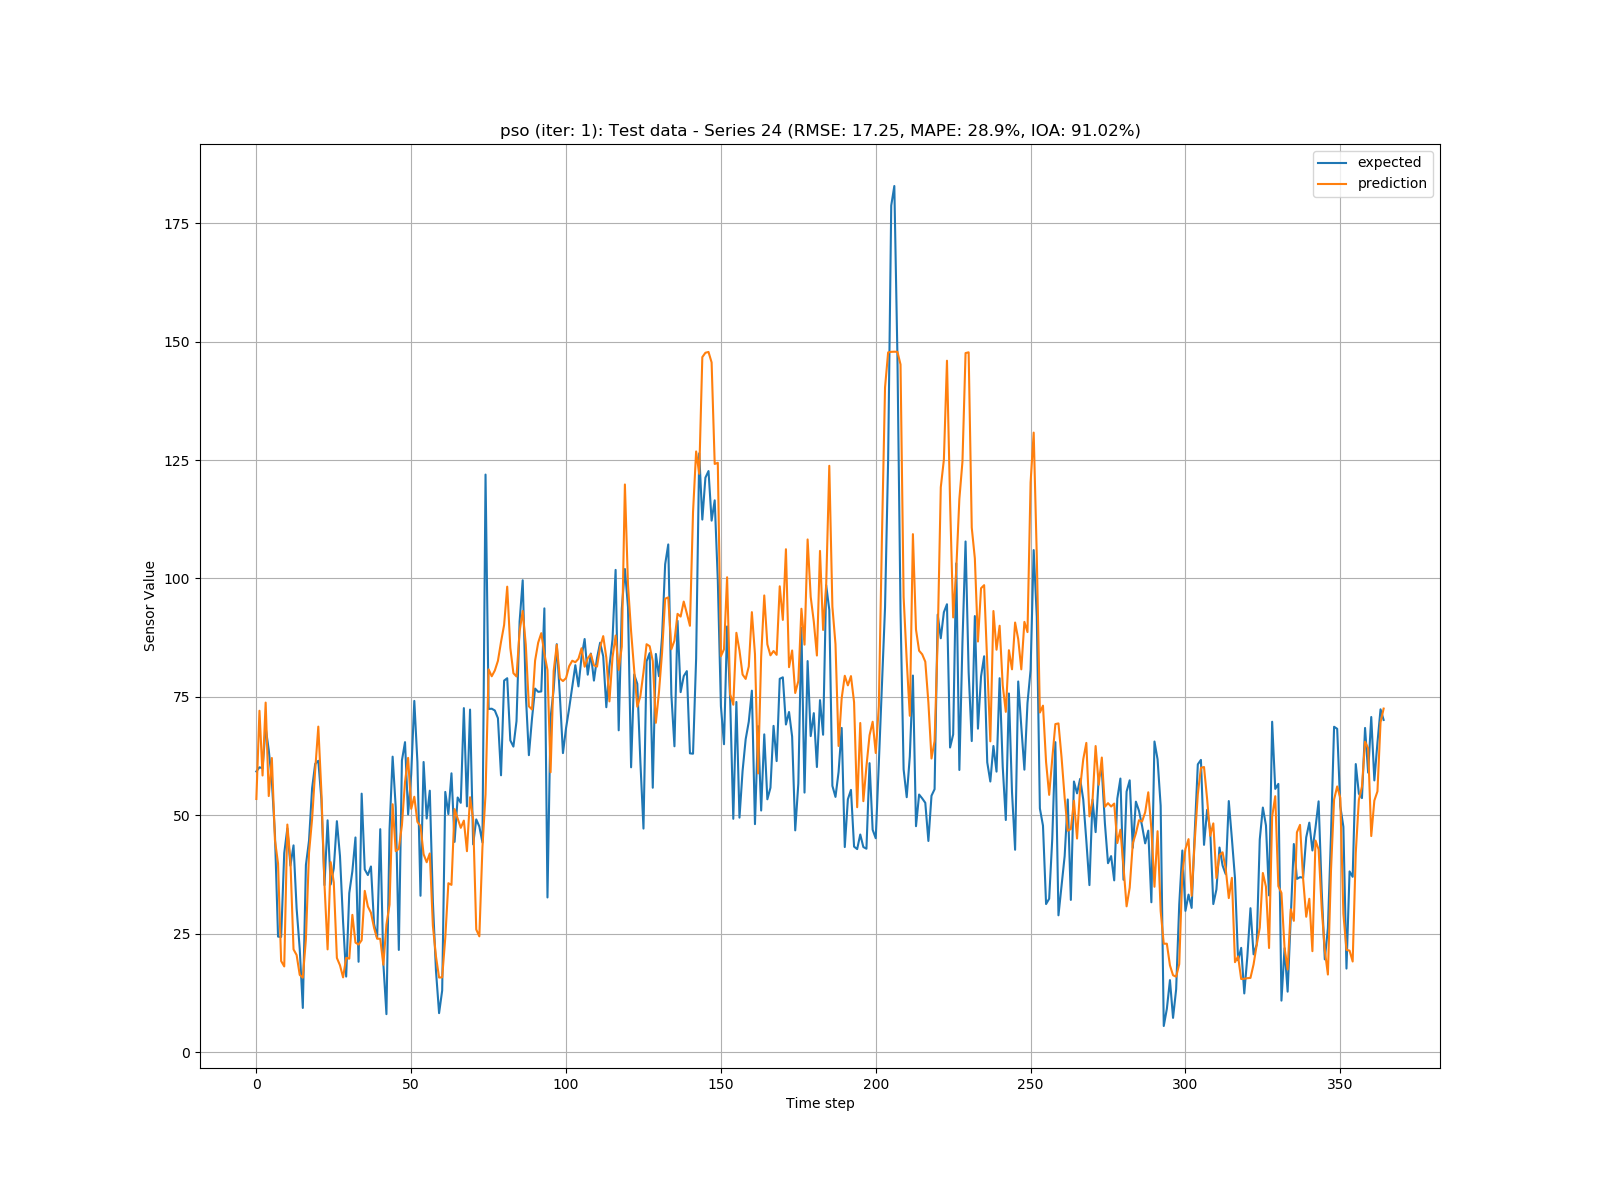 pso (iter: 1): Test data - Series 24 (RMSE: 17.25, MAPE: 28.9%, IOA: 91.02%)
expected
prediction
175
150
125
100
75
50
25
0
Sensor Value
0 50 100 150 200 250 300 350
Time step